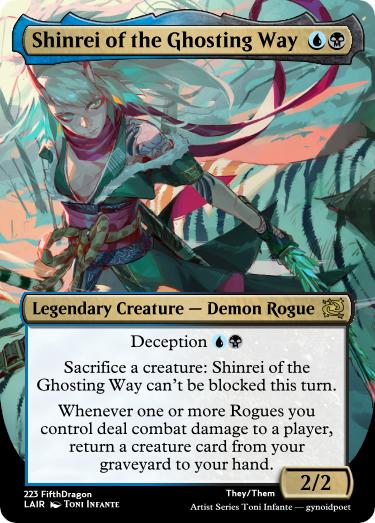 Shinrei of the Ghosting Way
Legendary Creature — Demon Rogue
Deception
Sacrifice a creature: Shinrei of the
Ghosting Way can't be blocked this turn.
Whenever one or more Rogues you
control deal combat damage to a player,
return a creature card from your
graveyard to your hand.
2/2
223 FifthDragon
They/Them
LAIR Toni Infante
Artist Series Toni Infante — gynoidpoet